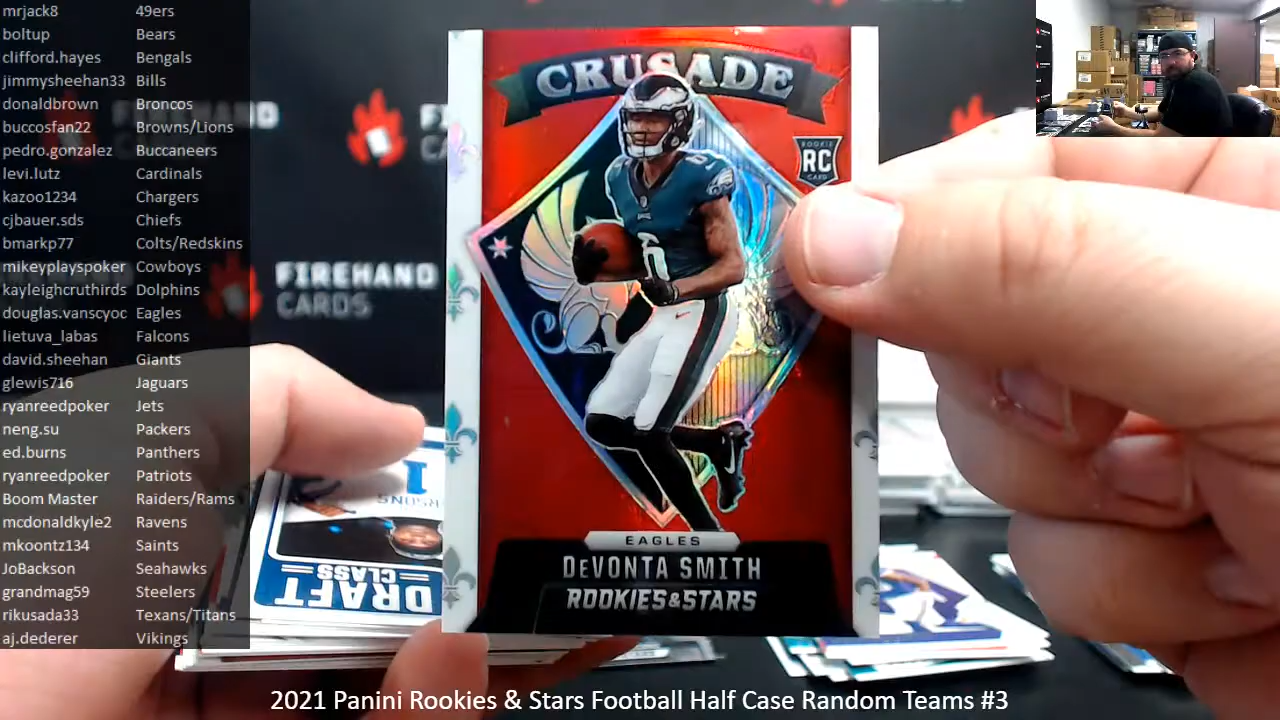 mrjack8 49ers
boltup Bears
clifford.hayes Bengals
jimmysheehan33 Bills
donaldbrown Broncos
buccosfan22 Browns/Lions
pedro.gonzalez Buccaneers
levi.lutz Cardinals
kazoo1234 Chargers
cjbauer.sds Chiefs
bmarkp77 Colts/Redskins
mikeyplayspoker Cowboys
kayleighcruthirds Dolphins
douglas.vanscyoc Eagles
lietuva_labas Falcons
david.sheehan Giants
glewis716 Jaguars
ryanreedpoker Jets
neng.su Packers
ed.burns Panthers
ryanreedpoker Patriots
Boom Master Raiders/Rams
mcdonaldkyle2 Ravens
mkoontz134 Saints
JoBackson Seahawks
grandmag59 Steelers
rikusada33 Texans/Titans
aj.dederer Vikings
FIREHAND
CARDS
CRUSADE
ROOKIE
RC
CARD
6
EAGLES
DEVONTA SMITH
ROOKIES & STARS
DRAFT
CLASS
2021 Panini Rookies & Stars Football Half Case Random Teams #3